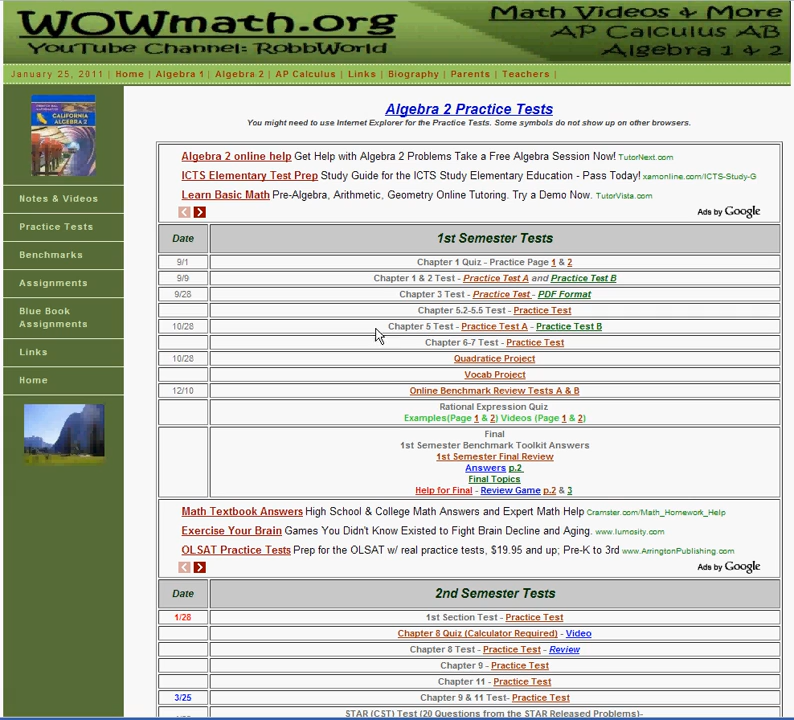 WOWmath.org
YouTube Channel: RobbWorld
Math Videos & More
AP Calculus AB
Algebra 1 & 2
January 25, 2011 | Home | Algebra 1 | Algebra 2 | AP Calculus | Links | Biography | Parents | Teachers |
CALIFORNIA
ALGEBRA 2
Notes & Videos
Practice Tests
Benchmarks
Assignments
Blue Book
Assignments
Links
Home
Algebra 2 Practice Tests
You might need to use Internet Explorer for the Practice Tests. Some symbols do not show up on other browsers.
Algebra 2 online help Get Help with Algebra 2 Problems Take a Free Algebra Session Now! TutorNext.com
ICTS Elementary Test Prep Study Guide for the ICTS Study Elementary Education - Pass Today! xamonline.com/ICTS-Study-G
Learn Basic Math Pre-Algebra, Arithmetic, Geometry Online Tutoring. Try a Demo Now. TutorVista.com
Ads by Google
Date 1st Semester Tests
9/1 Chapter 1 Quiz - Practice Page 1 & 2
9/9 Chapter 1 & 2 Test - Practice Test A and Practice Test B
9/28 Chapter 3 Test - Practice Test - PDF Format
Chapter 5.2-5.5 Test - Practice Test
10/28 Chapter 5 Test - Practice Test A - Practice Test B
Chapter 6-7 Test - Practice Test
10/28 Quadratice Project
Vocab Project
12/10 Online Benchmark Review Tests A & B
Rational Expression Quiz
Examples(Page 1 & 2) Videos (Page 1 & 2)
Final
1st Semester Benchmark Toolkit Answers
1st Semester Final Review
Answers p.2
Final Topics
Help for Final - Review Game p.2 & 3
Math Textbook Answers High School & College Math Answers and Expert Math Help Cramster.com/Math_Homework_Help
Exercise Your Brain Games You Didn't Know Existed to Fight Brain Decline and Aging. www.lumosity.com
OLSAT Practice Tests Prep for the OLSAT w/ real practice tests, $19.95 and up; Pre-K to 3rd www.ArringtonPublishing.com
Ads by Google
Date 2nd Semester Tests
1/28 1st Section Test - Practice Test
Chapter 8 Quiz (Calculator Required) - Video
Chapter 8 Test - Practice Test - Review
Chapter 9 - Practice Test
Chapter 11 - Practice Test
3/25 Chapter 9 & 11 Test- Practice Test
STAR (CST) Test (20 Questions from the STAR Released Problems)-